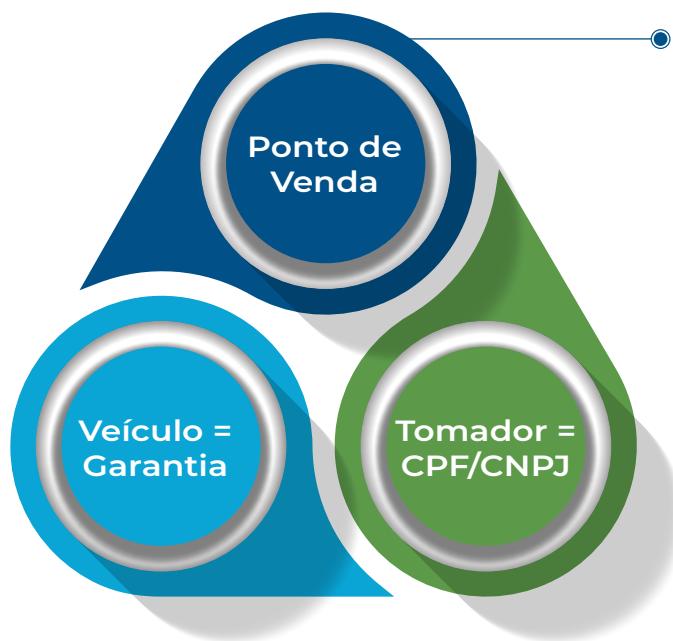 Ponto de
Venda
Veículo =
Garantia
Tomador =
CPF/CNPJ